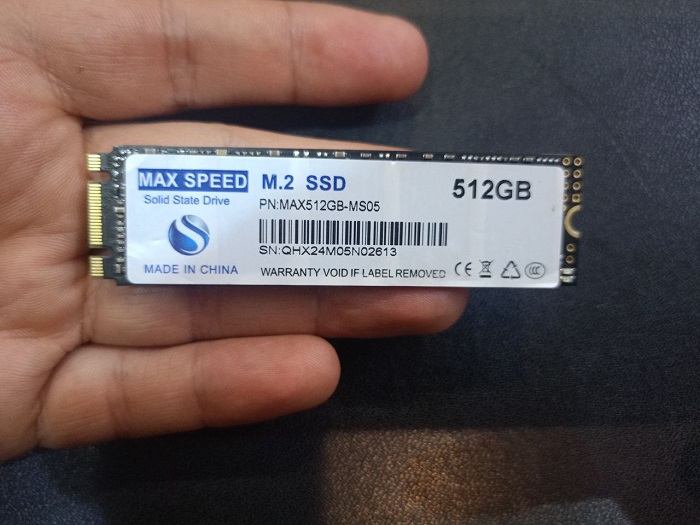 MAX SPEED
Solid State Drive
S
MADE IN CHINA
M.2 SSD
512GB
PN:MAX512GB-MS05
SN:QHX24M05N02613
WARRANTY VOID IF LABEL REMOVED CE